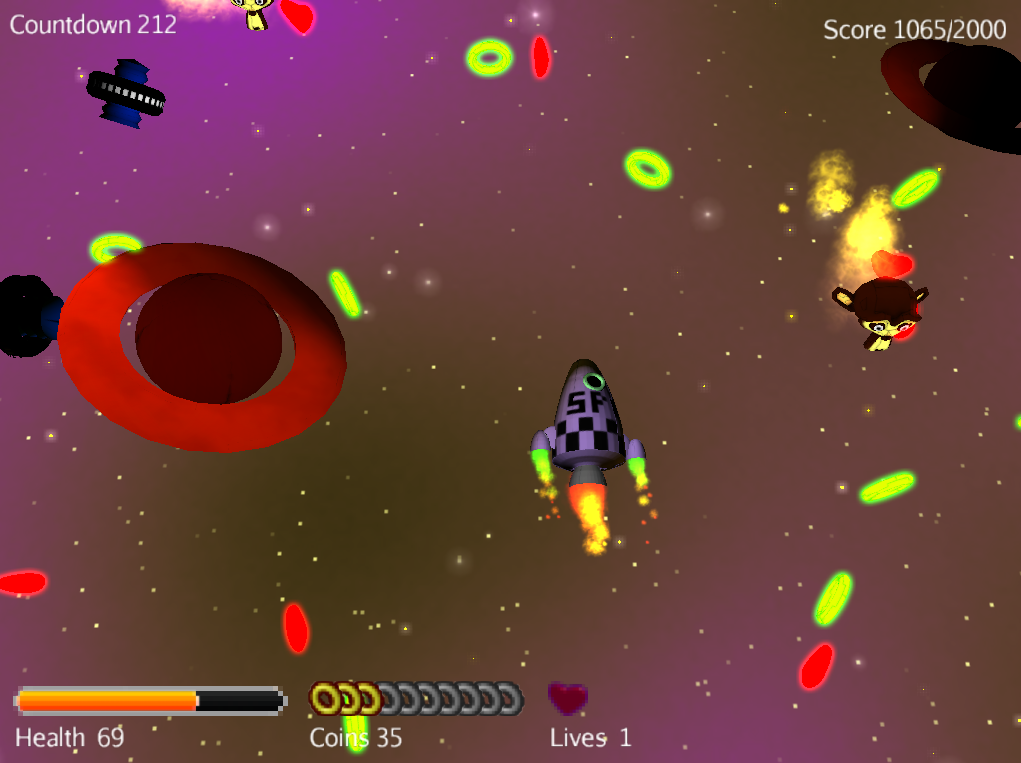 Countdown 212
Score 1065/2000
SF
Health 69
Coins 35
Lives 1